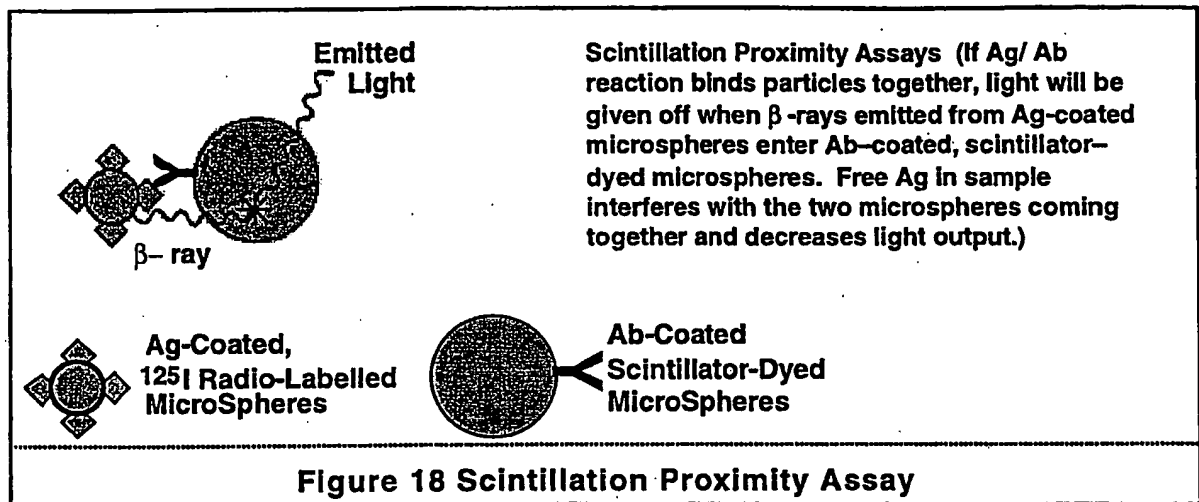 Emitted
Light
Scintillation Proximity Assays (If Ag/ Ab
reaction binds particles together, light will be
given off when β -rays emitted from Ag-coated
microspheres enter Ab–coated, scintillator–
dyed microspheres. Free Ag in sample
interferes with the two microspheres coming
together and decreases light output.)
β– ray
Ag-Coated,
125I Radio-Labelled
MicroSpheres
Ab-Coated
Scintillator-Dyed
MicroSpheres
Figure 18 Scintillation Proximity Assay